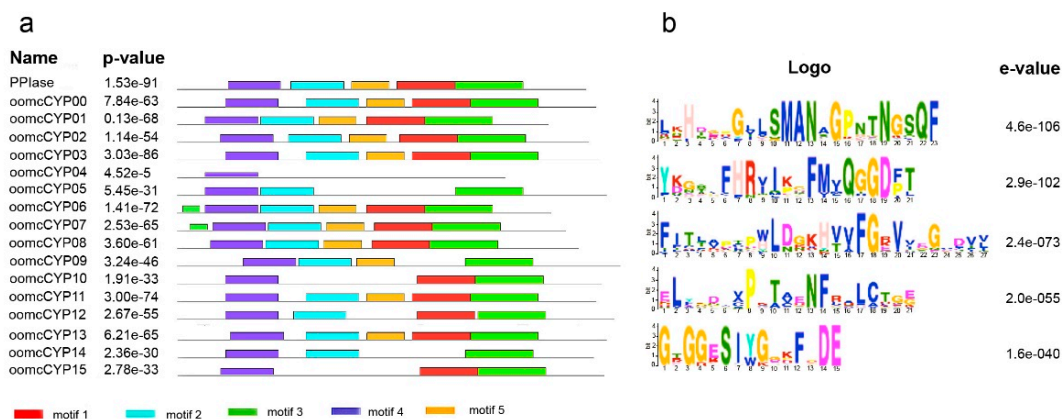 a
Name p-value
PPIase 1.53e-91
oomcCYP00 7.84e-63
oomcCYP01 0.13e-68
oomcCYP02 1.14e-54
oomcCYP03 3.03e-86
oomcCYP04 4.52e-5
oomcCYP05 5.45e-31
oomcCYP06 1.41e-72
oomcCYP07 2.53e-65
oomcCYP08 3.60e-61
oomcCYP09 3.24e-46
oomcCYP10 1.91e-33
oomcCYP11 3.00e-74
oomcCYP12 2.67e-55
oomcCYP13 6.21e-65
oomcCYP14 2.36e-30
oomcCYP15 2.78e-33
motif 1 motif 2 motif 3 motif 4 motif 5
b
Logo e-value
4.6e-106
2.9e-102
2.4e-073
2.0e-055
1.6e-040